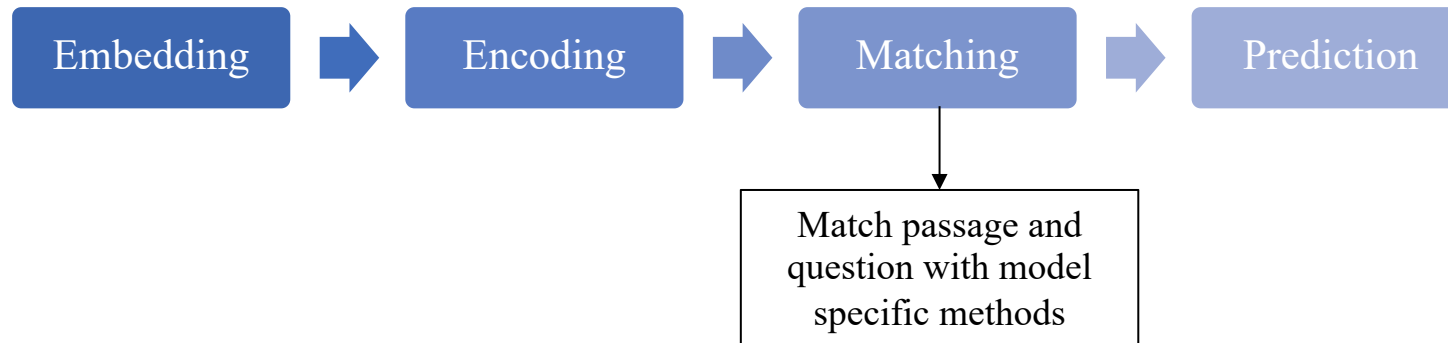 Embedding
Encoding
Matching
Prediction
Match passage and
question with model
specific methods